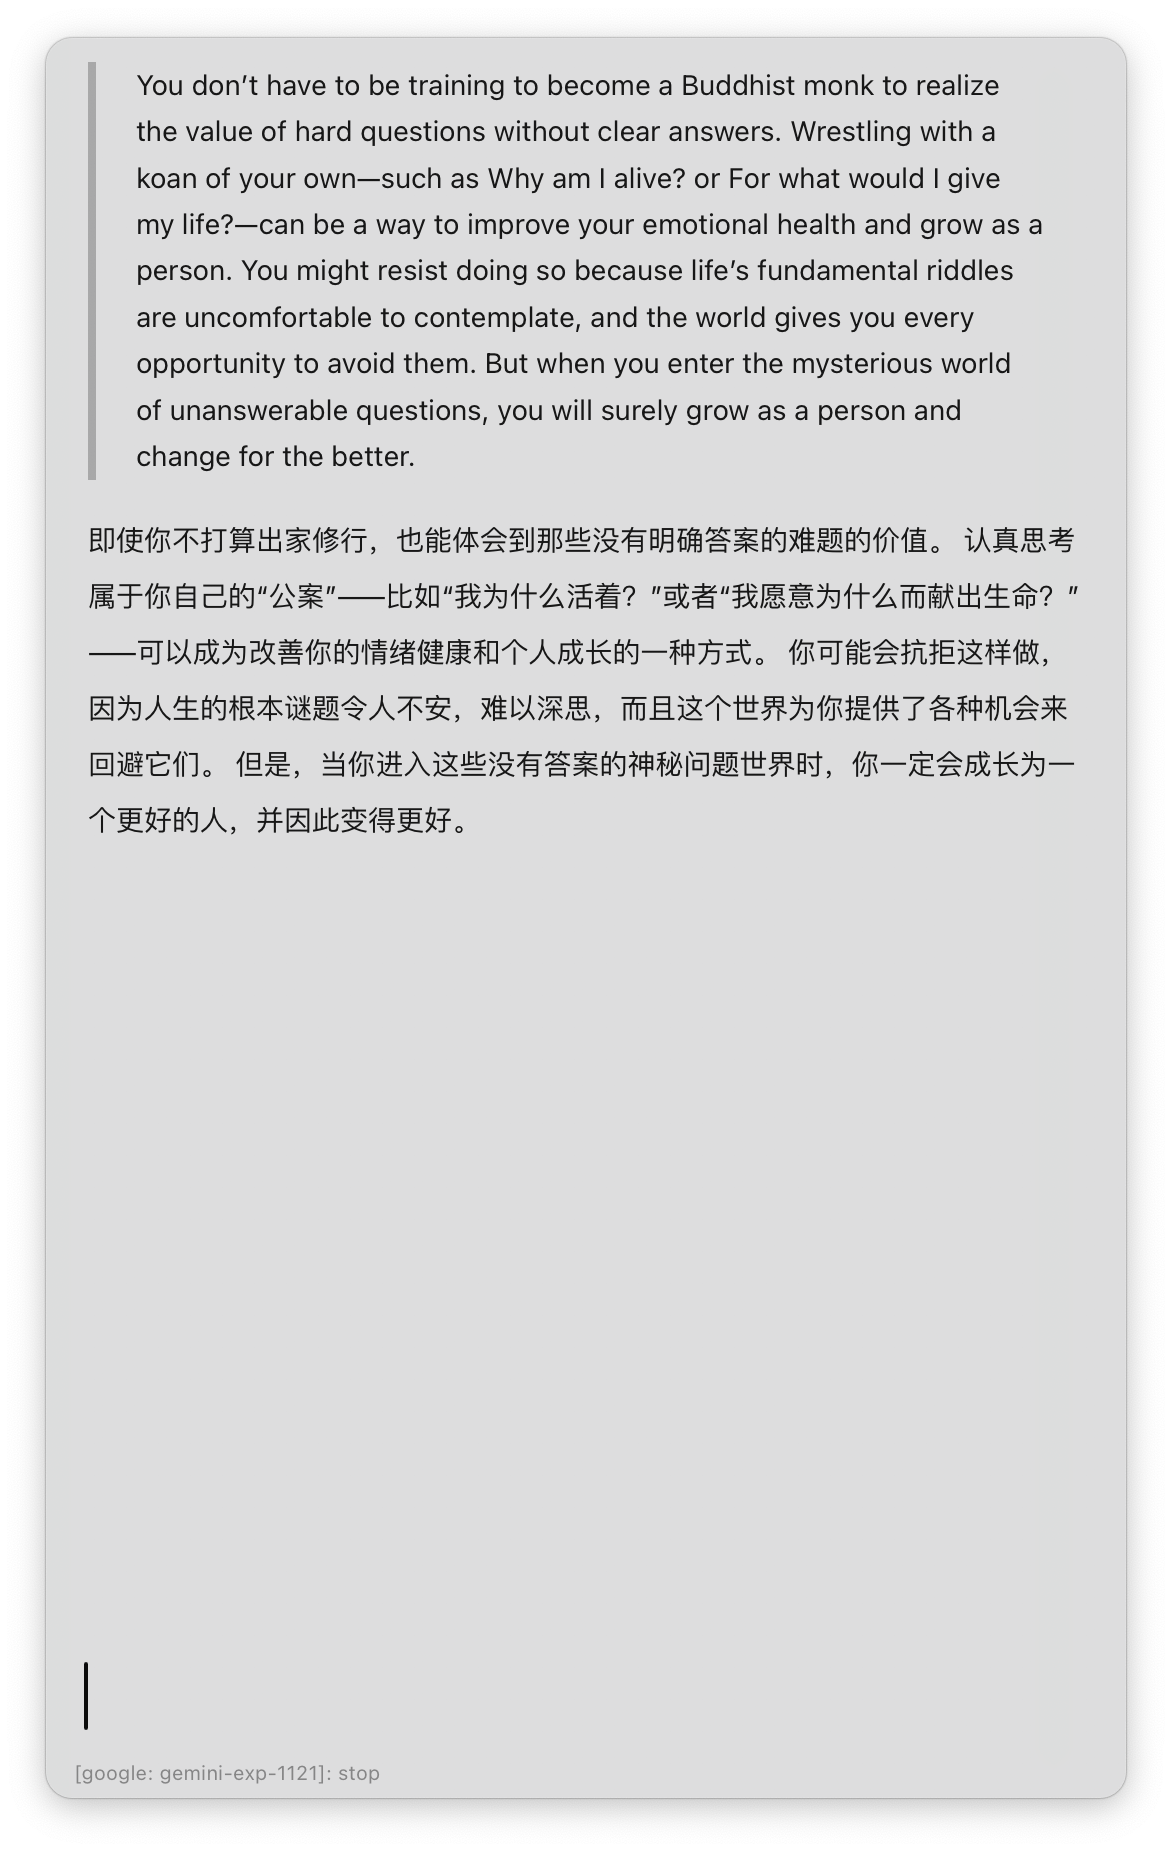 You don’t have to be training to become a Buddhist monk to realize
the value of hard questions without clear answers. Wrestling with a
koan of your own—such as Why am I alive? or For what would I give
my life?—can be a way to improve your emotional health and grow as a
person. You might resist doing so because life’s fundamental riddles
are uncomfortable to contemplate, and the world gives you every
opportunity to avoid them. But when you enter the mysterious world
of unanswerable questions, you will surely grow as a person and
change for the better.
即使你不打算出家修行，也能体会到那些没有明确答案的难题的价值。 认真思考
属于你自己的“公案”——比如“我为什么活着？”或者“我愿意为什么而献出生命？”
——可以成为改善你的情绪健康和个人成长的一种方式。 你可能会抗拒这样做，
因为人生的根本谜题令人不安，难以深思，而且这个世界为你提供了各种机会来
回避它们。 但是，当你进入这些没有答案的神秘问题世界时，你一定会成长为一
个更好的人，并因此变得更好。
[google: gemini-exp-1121]: stop